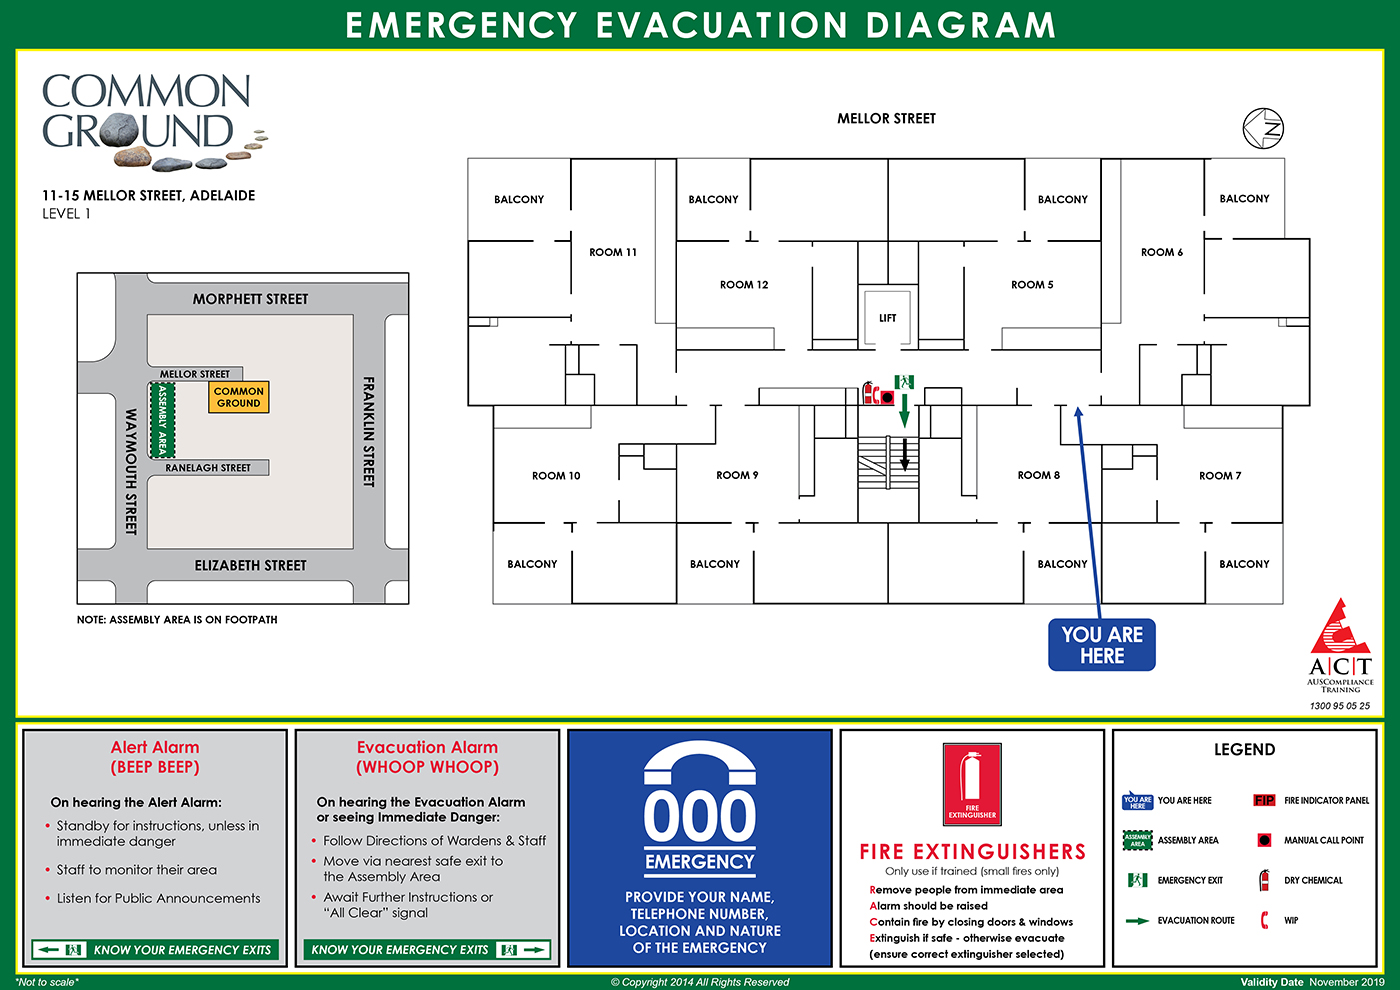 EMERGENCY EVACUATION DIAGRAM
COMMON
GROUND
11-15 MELLOR STREET, ADELAIDE
LEVEL 1
MORPHETT STREET
MELLOR STREET
COMMON
GROUND
ASSEMBLY AREA
WAYMOUTH STREET
FRANKLIN STREET
RANELAGH STREET
ELIZABETH STREET
NOTE: ASSEMBLY AREA IS ON FOOTPATH
MELLOR STREET
N
BALCONY
BALCONY
BALCONY
BALCONY
ROOM 11
ROOM 6
ROOM 12
ROOM 5
LIFT
ROOM 10
ROOM 9
ROOM 8
ROOM 7
BALCONY
BALCONY
BALCONY
BALCONY
YOU ARE
HERE
A|C|T
AUSCOMPLIANCE
TRAINING
1300 95 05 25
Alert Alarm
(BEEP BEEP)
On hearing the Alert Alarm:
• Standby for instructions, unless in
immediate danger
• Staff to monitor their area
• Listen for Public Announcements
KNOW YOUR EMERGENCY EXITS
Evacuation Alarm
(WHOOP WHOOP)
On hearing the Evacuation Alarm
or seeing Immediate Danger:
• Follow Directions of Wardens & Staff
• Move via nearest safe exit to
the Assembly Area
• Await Further Instructions or
“All Clear” signal
KNOW YOUR EMERGENCY EXITS
000
EMERGENCY
PROVIDE YOUR NAME,
TELEPHONE NUMBER,
LOCATION AND NATURE
OF THE EMERGENCY
FIRE
EXTINGUISHER
FIRE EXTINGUISHERS
Only use if trained (small fires only)
Remove people from immediate area
Alarm should be raised
Contain fire by closing doors & windows
Extinguish if safe - otherwise evacuate
(ensure correct extinguisher selected)
LEGEND
YOU ARE
HERE
YOU ARE HERE
FIP
FIRE INDICATOR PANEL
ASSEMBLY
AREA
ASSEMBLY AREA
MANUAL CALL POINT
EMERGENCY EXIT
DRY CHEMICAL
EVACUATION ROUTE
WIP
*Not to scale*
© Copyright 2014 All Rights Reserved
Validity Date November 2019